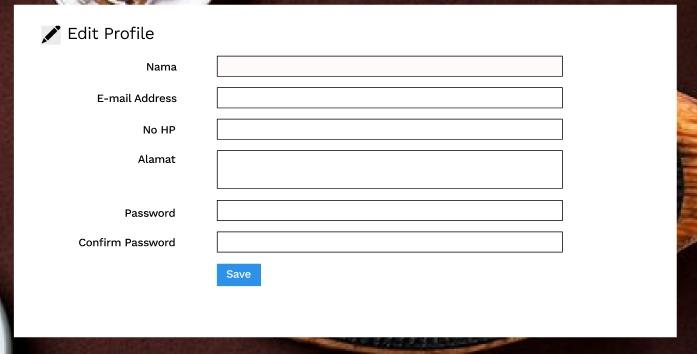 Edit Profile
Nama
E-mail Address
No HP
Alamat
Password
Confirm Password
Save